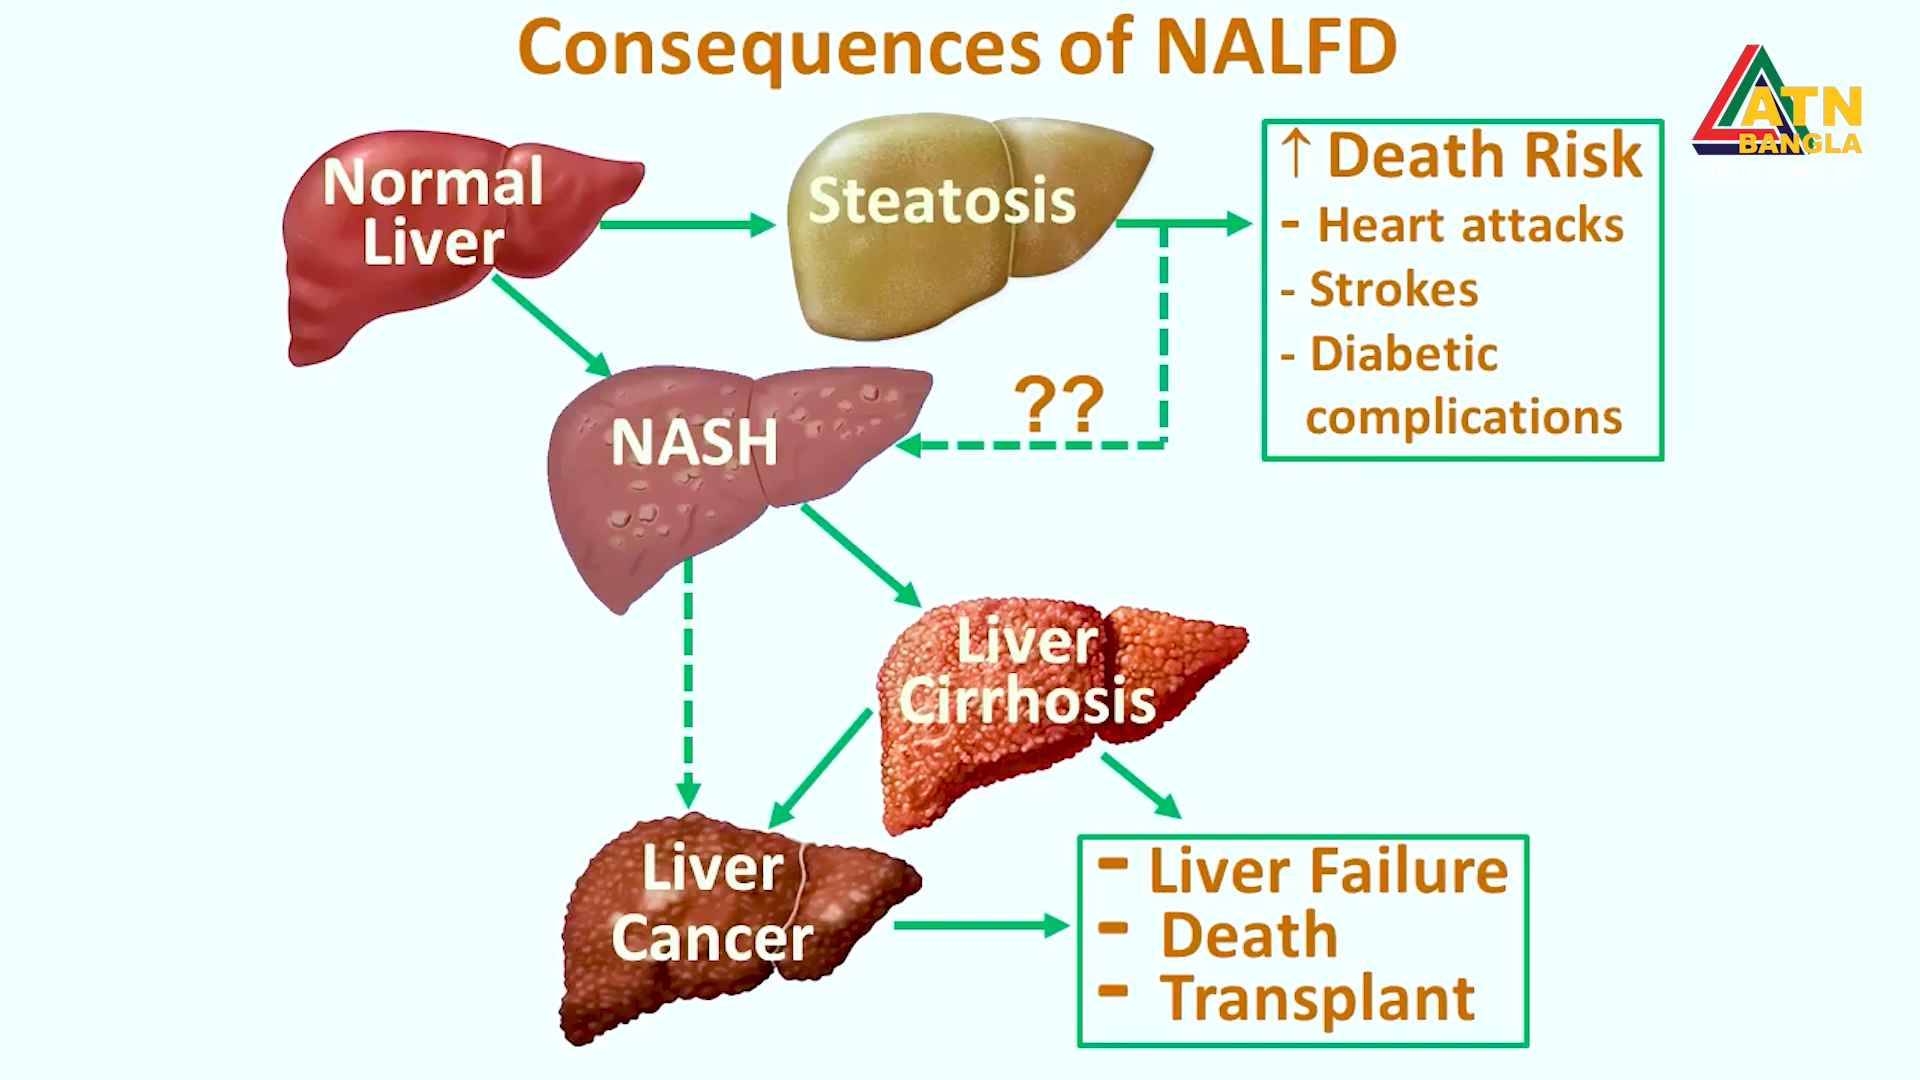 Consequences of NALFD
ATN
BANGLA
Normal
Liver
Steatosis
↑ Death Risk
- Heart attacks
- Strokes
- Diabetic
complications
??
NASH
Liver
Cirrhosis
Liver
Cancer
- Liver Failure
- Death
- Transplant